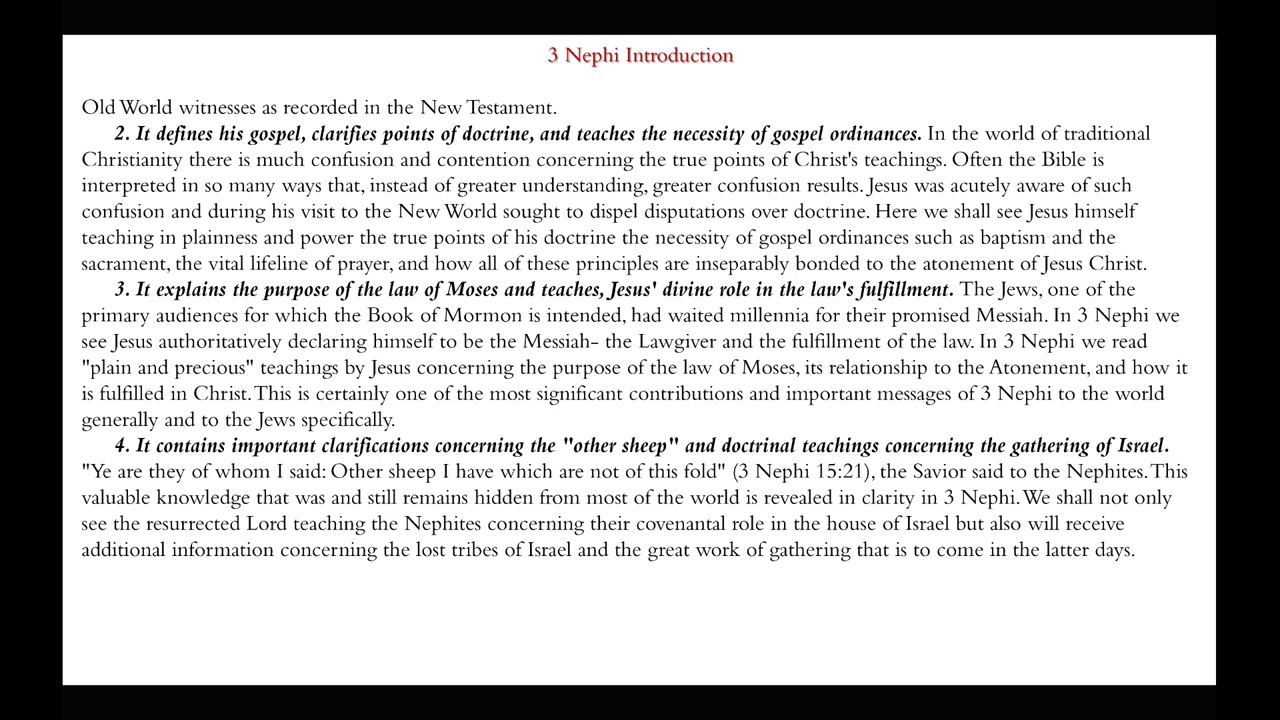 3 Nephi Introduction
Old World witnesses as recorded in the New Testament.
2. It defines his gospel, clarifies points of doctrine, and teaches the necessity of gospel ordinances. In the world of traditional
Christianity there is much confusion and contention concerning the true points of Christ's teachings. Often the Bible is
interpreted in so many ways that, instead of greater understanding, greater confusion results. Jesus was acutely aware of such
confusion and during his visit to the New World sought to dispel disputations over doctrine. Here we shall see Jesus himself
teaching in plainness and power the true points of his doctrine the necessity of gospel ordinances such as baptism and the
sacrament, the vital lifeline of prayer, and how all of these principles are inseparably bonded to the atonement of Jesus Christ.
3. It explains the purpose of the law of Moses and teaches, Jesus' divine role in the law's fulfillment. The Jews, one of the
primary audiences for which the Book of Mormon is intended, had waited millennia for their promised Messiah. In 3 Nephi we
see Jesus authoritatively declaring himself to be the Messiah- the Lawgiver and the fulfillment of the law. In 3 Nephi we read
"plain and precious" teachings by Jesus concerning the purpose of the law of Moses, its relationship to the Atonement, and how it
is fulfilled in Christ. This is certainly one of the most significant contributions and important messages of 3 Nephi to the world
generally and to the Jews specifically.
4. It contains important clarifications concerning the "other sheep" and doctrinal teachings concerning the gathering of Israel.
"Ye are they of whom I said: Other sheep I have which are not of this fold" (3 Nephi 15:21), the Savior said to the Nephites. This
valuable knowledge that was and still remains hidden from most of the world is revealed in clarity in 3 Nephi. We shall not only
see the resurrected Lord teaching the Nephites concerning their covenantal role in the house of Israel but also will receive
additional information concerning the lost tribes of Israel and the great work of gathering that is to come in the latter days.